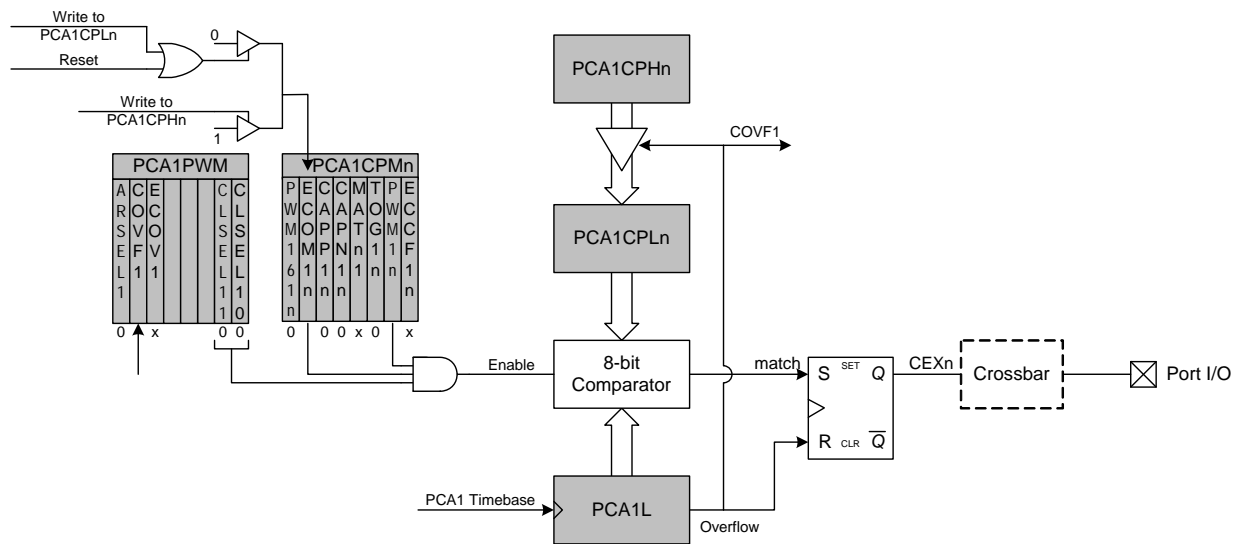 Write to
PCA1CPLn
Reset
0
Write to
PCA1CPHn
1
PCA1CPHn
COVF1
PCA1PWM
ARSEL1
COVF1
ECOV1
CLSEL11
CLSEL10
0
x
0
0
PCA1CPMn
PWM161n
ECOM1n
CAPP1n
CAPN1n
MATn1
TOG1n
PWM1n
ECCF1n
0
0
0
x
0
x
PCA1CPLn
Enable
8-bit
Comparator
match
S SET Q
R CLR Q
CEXn
Crossbar
Port I/O
PCA1 Timebase
PCA1L
Overflow